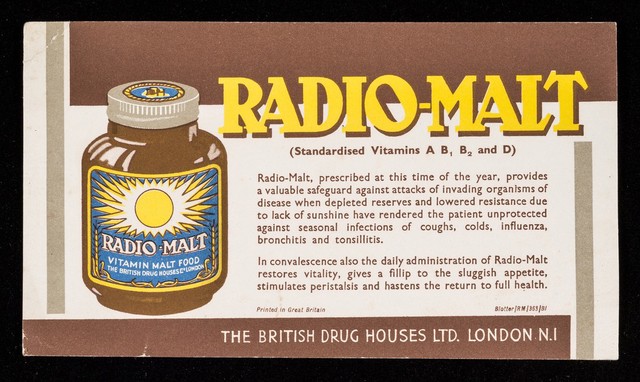 RADIO-MALT
(Standardised Vitamins A B₁ B₂ and D)
Radio-Malt, prescribed at this time of the year, provides
a valuable safeguard against attacks of invading organisms of
disease when depleted reserves and lowered resistance due
to lack of sunshine have rendered the patient unprotected
against seasonal infections of coughs, colds, influenza,
bronchitis and tonsillitis.
In convalescence also the daily administration of Radio-Malt
restores vitality, gives a fillip to the sluggish appetite,
stimulates peristalsis and hastens the return to full health.
Printed in Great Britain
Blotter/RM/353/81
RADIO-MALT
VITAMIN MALT FOOD
THE BRITISH DRUG HOUSES LTD LONDON
THE BRITISH DRUG HOUSES LTD. LONDON N.1